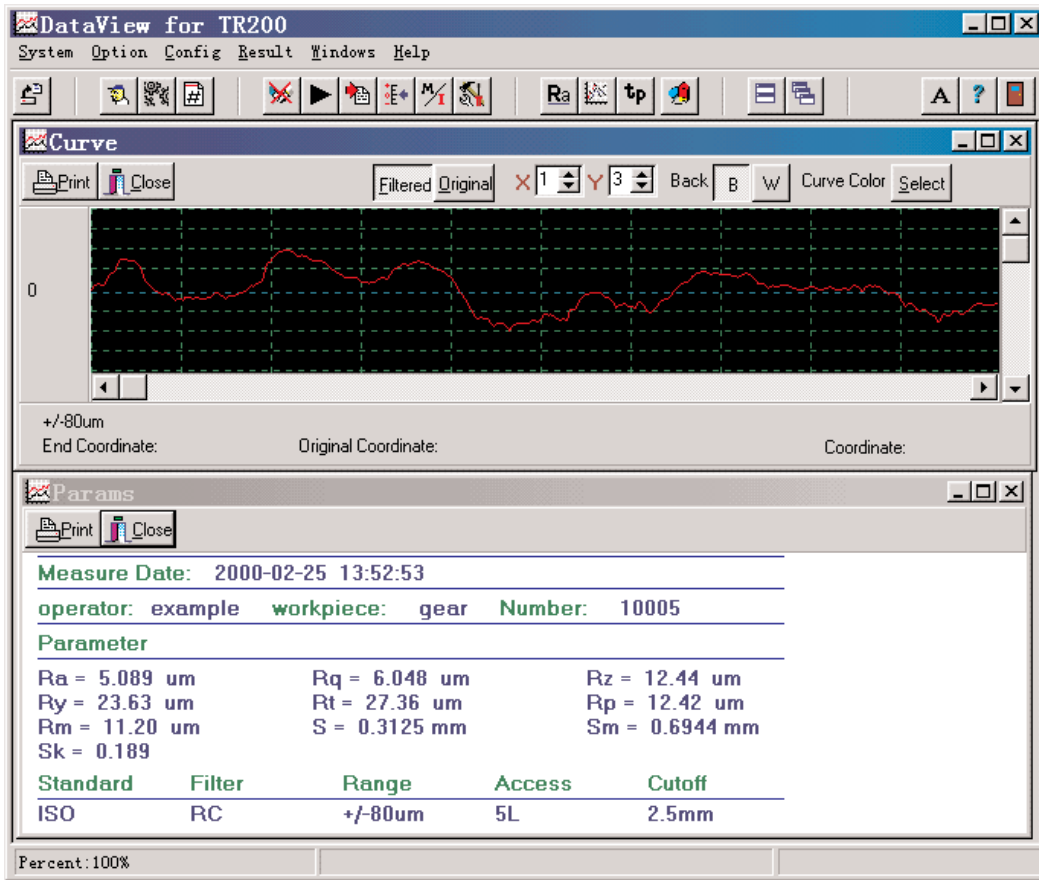 DataView for TR200
System Option Config Result Windows Help
# M/I Ra tp A ?
Curve
Print Close Filtered Original X 1 Y 3 Back B W Curve Color Select
0
+/-80um
End Coordinate: Original Coordinate: Coordinate:
Params
Print Close
Measure Date: 2000-02-25 13:52:53
operator: example workpiece: gear Number: 10005
Parameter
Ra = 5.089 um Rq = 6.048 um Rz = 12.44 um
Ry = 23.63 um Rt = 27.36 um Rp = 12.42 um
Rm = 11.20 um S = 0.3125 mm Sm = 0.6944 mm
Sk = 0.189
Standard Filter Range Access Cutoff
ISO RC +/-80um 5L 2.5mm
Percent:100%